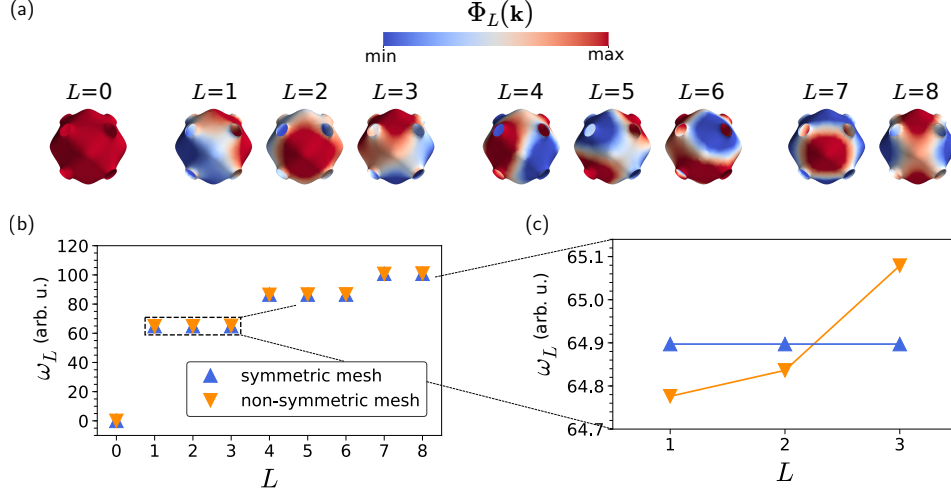 (a)
Φ_L(k)
min max
L=0 L=1 L=2 L=3 L=4 L=5 L=6 L=7 L=8
(b)
ω_L (arb. u.)
120
100
80
60
40
20
0
symmetric mesh
non-symmetric mesh
0 1 2 3 4 5 6 7 8
L
(c)
ω_L (arb. u.)
65.1
65.0
64.9
64.8
64.7
1 2 3
L